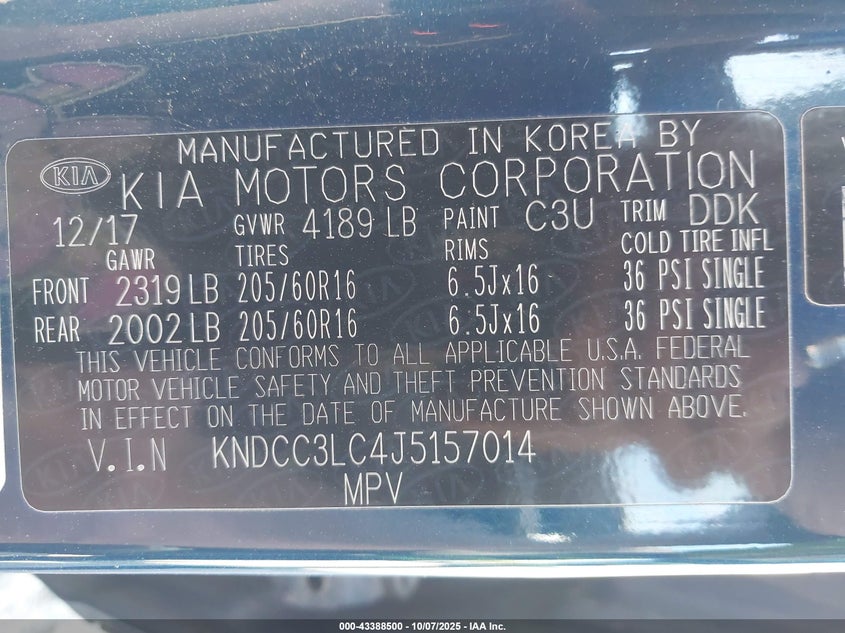 MANUFACTURED IN KOREA BY
KIA KIA MOTORS CORPORATION
12/17 GVWR 4189 LB PAINT C3U TRIM DDK
GAWR TIRES RIMS COLD TIRE INFL
FRONT 2319 LB 205/60R16 6.5Jx16 36 PSI SINGLE
REAR 2002 LB 205/60R16 6.5Jx16 36 PSI SINGLE
THIS VEHICLE CONFORMS TO ALL APPLICABLE U.S.A. FEDERAL
MOTOR VEHICLE SAFETY AND THEFT PREVENTION STANDARDS
IN EFFECT ON THE DATE OF MANUFACTURE SHOWN ABOVE.
V.I.N KNDCC3LC4J5157014
MPV
000-43388500 | 10/07/2025 - IAA Inc.